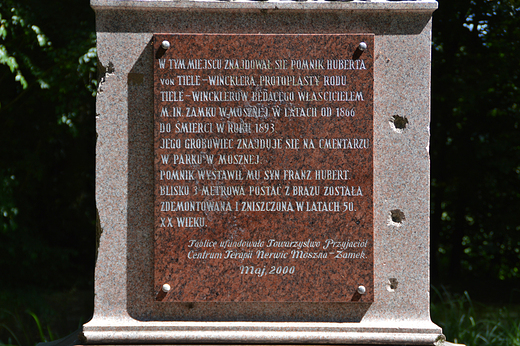 W TYM MIEJSCU ZNAJDOWAŁ SIĘ POMNIK HUBERTA
VON TIELE-WINCKLERA PROTOPLASTY RODU
TIELE-WINCKLERÓW BĘDĄCEGO WŁAŚCICIELEM
M. IN. ZAMKU W MOSZNEJ W LATACH OD 1866
DO ŚMIERCI W ROKU 1893.
JEGO GROBOWIEC ZNAJDUJE SIĘ NA CMENTARZU
W PARKU W MOSZNEJ.
POMNIK WYSTAWIŁ MU SYN FRANZ HUBERT.
BLISKO 3-METROWA POSTAĆ Z BRĄZU ZOSTAŁA
ZDEMONTOWANA I ZNISZCZONA W LATACH 50.
XX WIEKU.
Tablicę ufundowało Towarzystwo Przyjaciół
Centrum Terapii Nerwic Moszna-Zamek.
Maj 2000